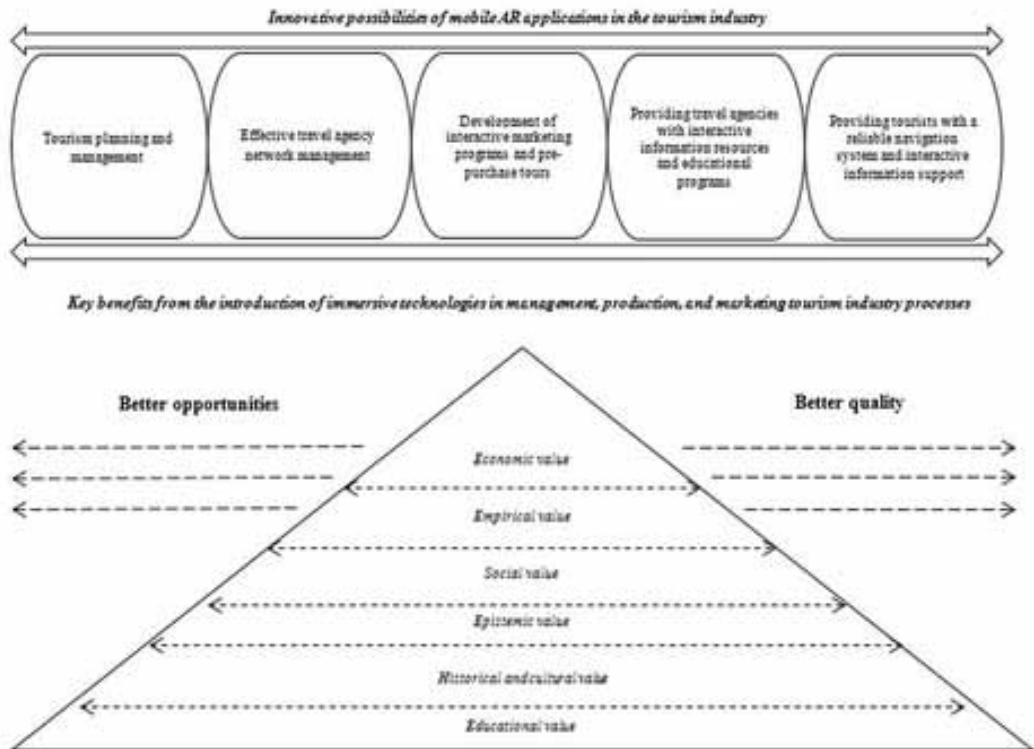 Innovative possibilities of mobile AR applications in the tourism industry
Tourism planning and
management
Effective travel agency
network management
Development of
interactive marketing
programs and pre-
purchase tours
Providing travel agencies
with interactive
information resources
and educational
programs
Providing tourists with a
reliable navigation
system and interactive
information support
Key benefits from the introduction of immersive technologies in management, production, and marketing tourism industry processes
Better opportunities
Better quality
Economic value
Empirical value
Social value
Epistemic value
Historical and cultural value
Educational value